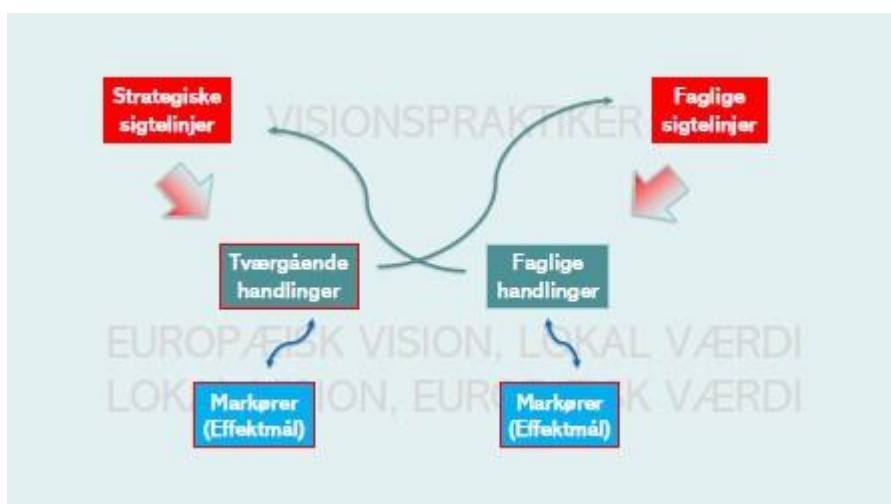 Strategiske
sigtelinjer
VISIONSPRAKTIKER
Faglige
sigtelinjer
Tværgående
handlinger
Faglige
handlinger
EUROPÆISK VISION, LOKAL VÆRDI
LOKAL VISION, EUROPÆISK VÆRDI
Markører
(Effektmål)
Markører
(Effektmål)